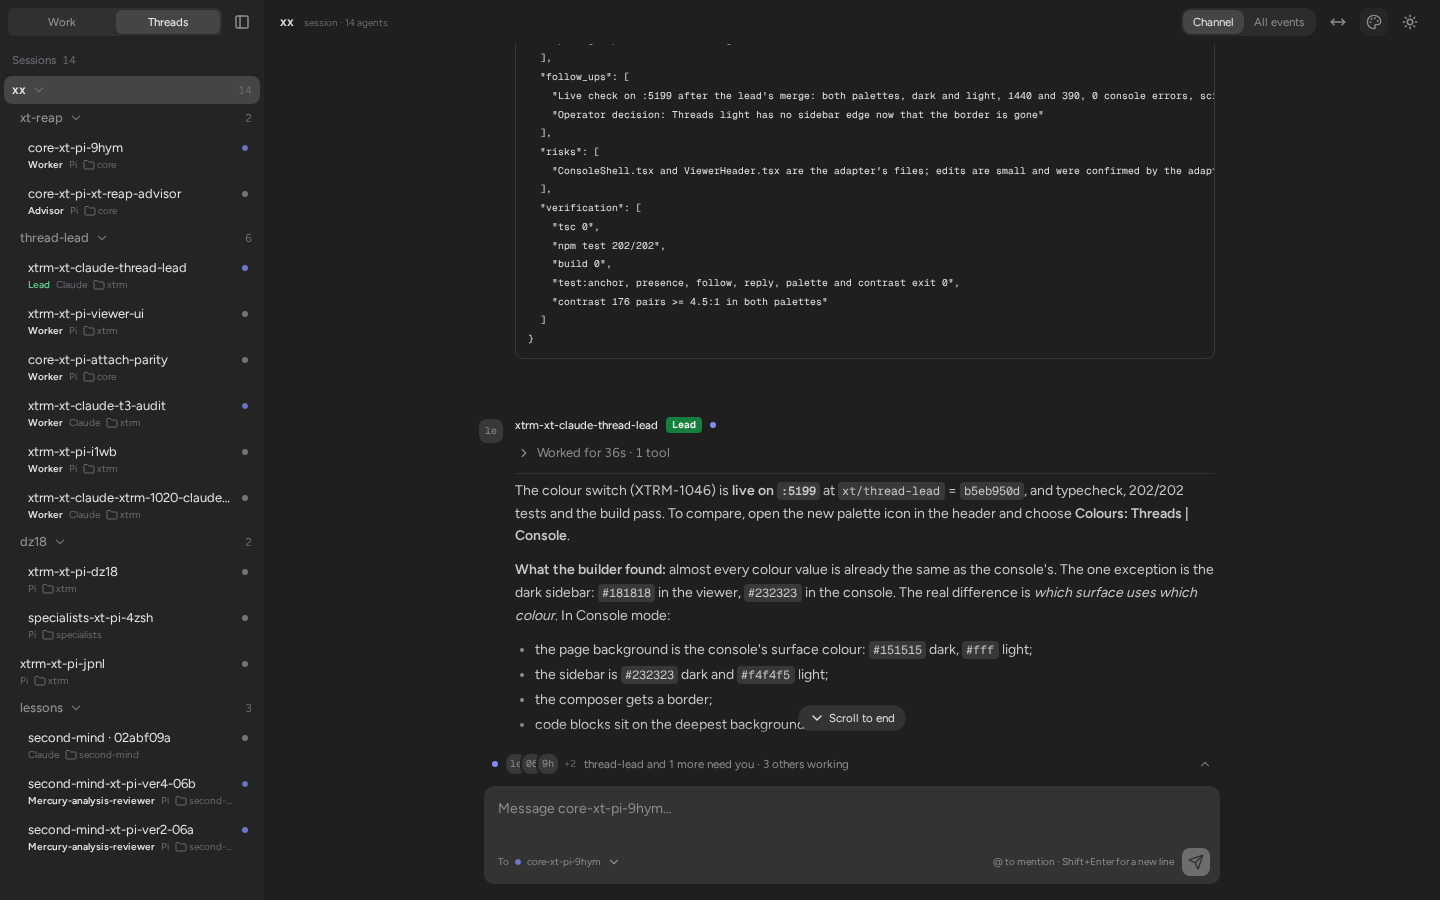 Work
Threads
Sessions 14
xx
14
xt-reap
2
core-xt-pi-9hym
Worker Pi core
core-xt-pi-xt-reap-advisor
Advisor Pi core
thread-lead
6
xtrm-xt-claude-thread-lead
Lead Claude xtrm
xtrm-xt-pi-viewer-ui
Worker Pi xtrm
core-xt-pi-attach-parity
Worker Pi core
xtrm-xt-claude-t3-audit
Worker Claude xtrm
xtrm-xt-pi-i1wb
Worker Pi xtrm
xtrm-xt-claude-xtrm-1020-claude...
Worker Claude xtrm
dz18
2
xtrm-xt-pi-dz18
Pi xtrm
specialists-xt-pi-4zsh
Pi specialists
xtrm-xt-pi-jpnl
Pi xtrm
lessons
3
second-mind · 02abf09a
Claude second-mind
second-mind-xt-pi-ver4-06b
Mercury-analysis-reviewer Pi second-...
second-mind-xt-pi-ver2-06a
Mercury-analysis-reviewer Pi second-...
xx session · 14 agents
Channel
All events
],
"follow_ups": [
"Live check on :5199 after the lead's merge: both palettes, dark and light, 1440 and 390, 0 console errors,
"Operator decision: Threads light has no sidebar edge now that the border is gone"
],
"risks": [
"ConsoleShell.tsx and ViewerHeader.tsx are the adapter's files; edits are small and were confirmed by the
],
"verification": [
"tsc 0",
"npm test 202/202",
"build 0",
"test:anchor, presence, follow, reply, palette and contrast exit 0",
"contrast 176 pairs >= 4.5:1 in both palettes"
]
}
le
xtrm-xt-claude-thread-lead Lead
Worked for 36s · 1 tool
The colour switch (XTRM-1046) is live on :5199 at xt/thread-lead = b5eb950d, and typecheck, 202/202
tests and the build pass. To compare, open the new palette icon in the header and choose Colours: Threads |
Console.
What the builder found: almost every colour value is already the same as the console's. The one exception is the
dark sidebar: #181818 in the viewer, #232323 in the console. The real difference is which surface uses which
colour. In Console mode:
• the page background is the console's surface colour: #151515 dark, #fff light;
• the sidebar is #232323 dark and #f4f4f5 light;
• the composer gets a border;
• code blocks sit on the deepest background
Scroll to end
le 06 9h +2 thread-lead and 1 more need you · 3 others working
Message core-xt-pi-9hym...
To core-xt-pi-9hym
@ to mention · Shift+Enter for a new line